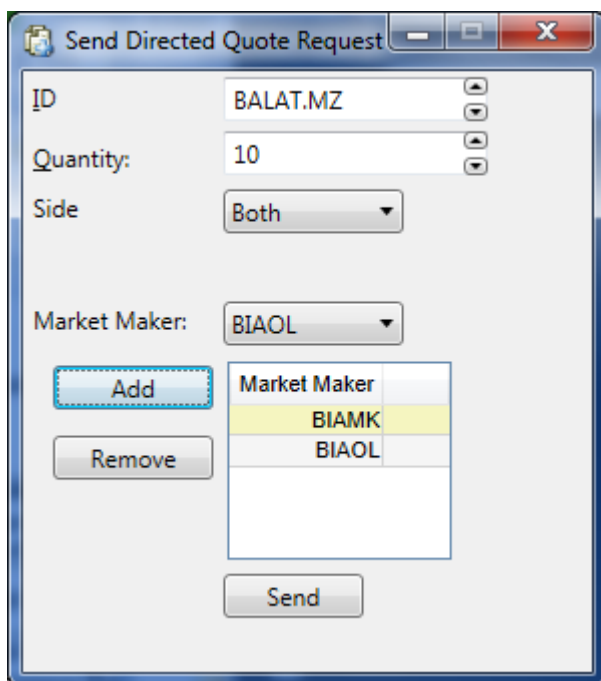 Send Directed Quote Request
ID BALAT.MZ
Quantity: 10
Side Both
Market Maker: BIAOL
Add
Market Maker
BIAMK
Remove
BIAOL
Send